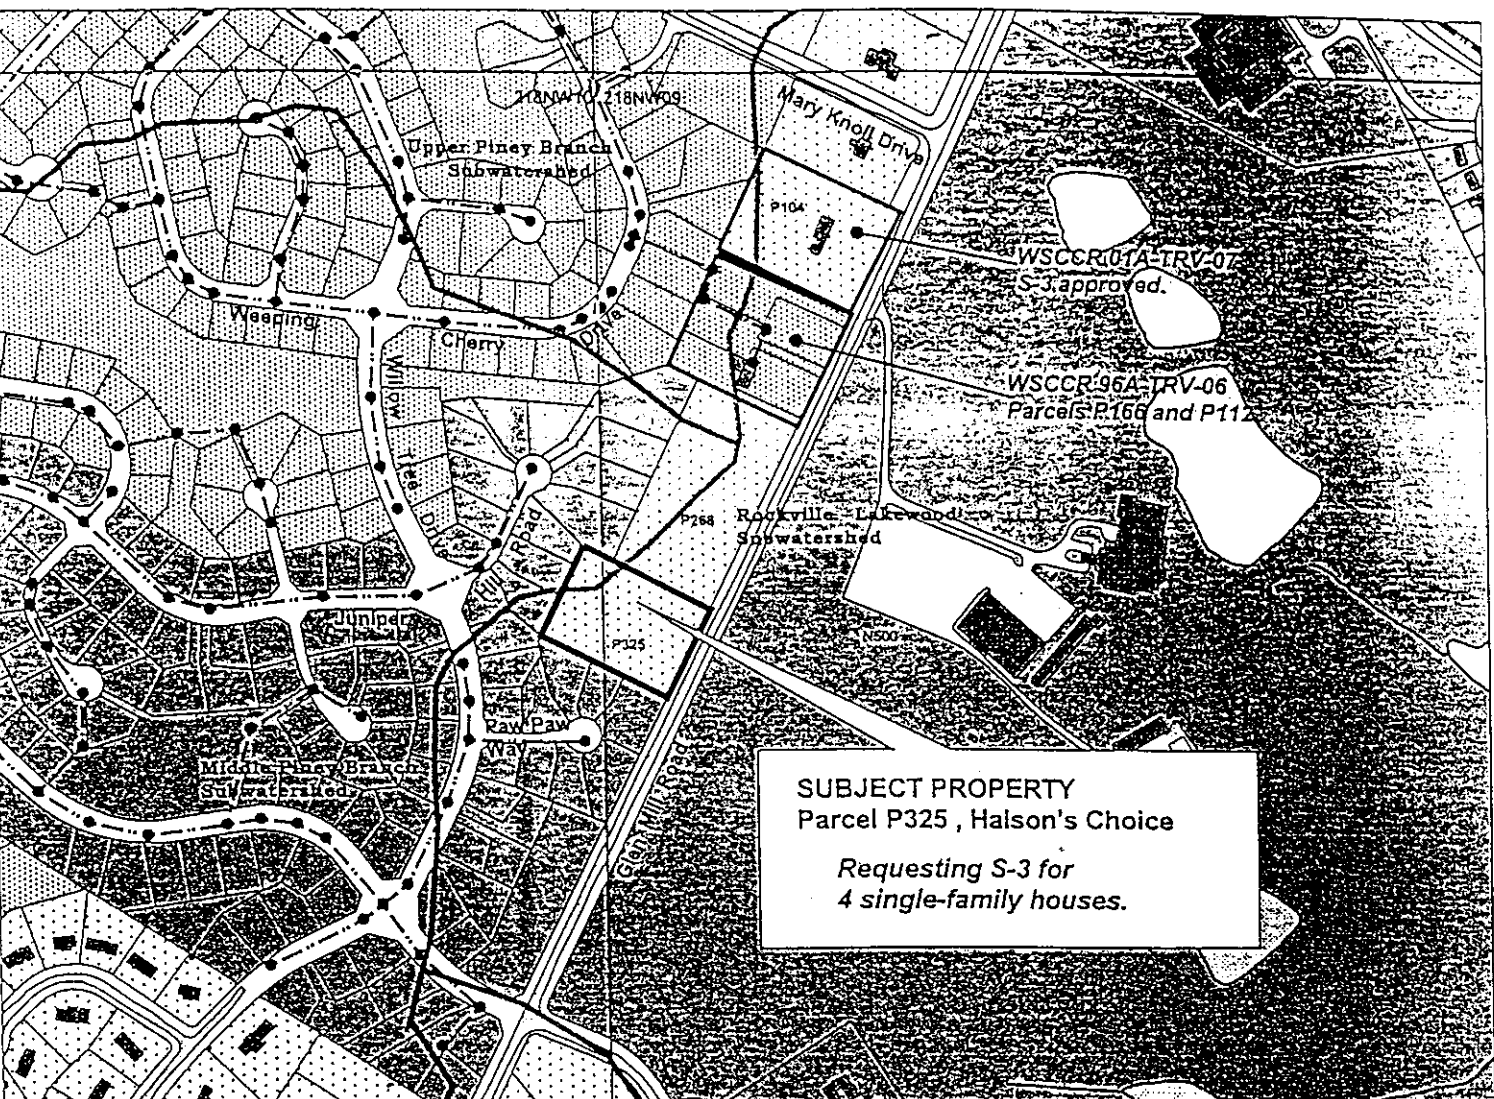 218NW10 218NW09
Mary Knoll Drive
Upper Piney Branch
Subwatershed
P104
WSCCR 01A-TRV-07
S-3 approved.
Weeping
Cherry
Drive
Willow
Tree
Drive
WSCCR 96A-TRV-06
Parcels P166 and P112
P268
Rockville - Lakewood
Subwatershed
Hill Road
Juniper
P325
N500
Paw Paw
Way
Middle Piney Branch
Subwatershed
Glen Mill Road
SUBJECT PROPERTY
Parcel P325 , Halson's Choice
Requesting S-3 for
4 single-family houses.